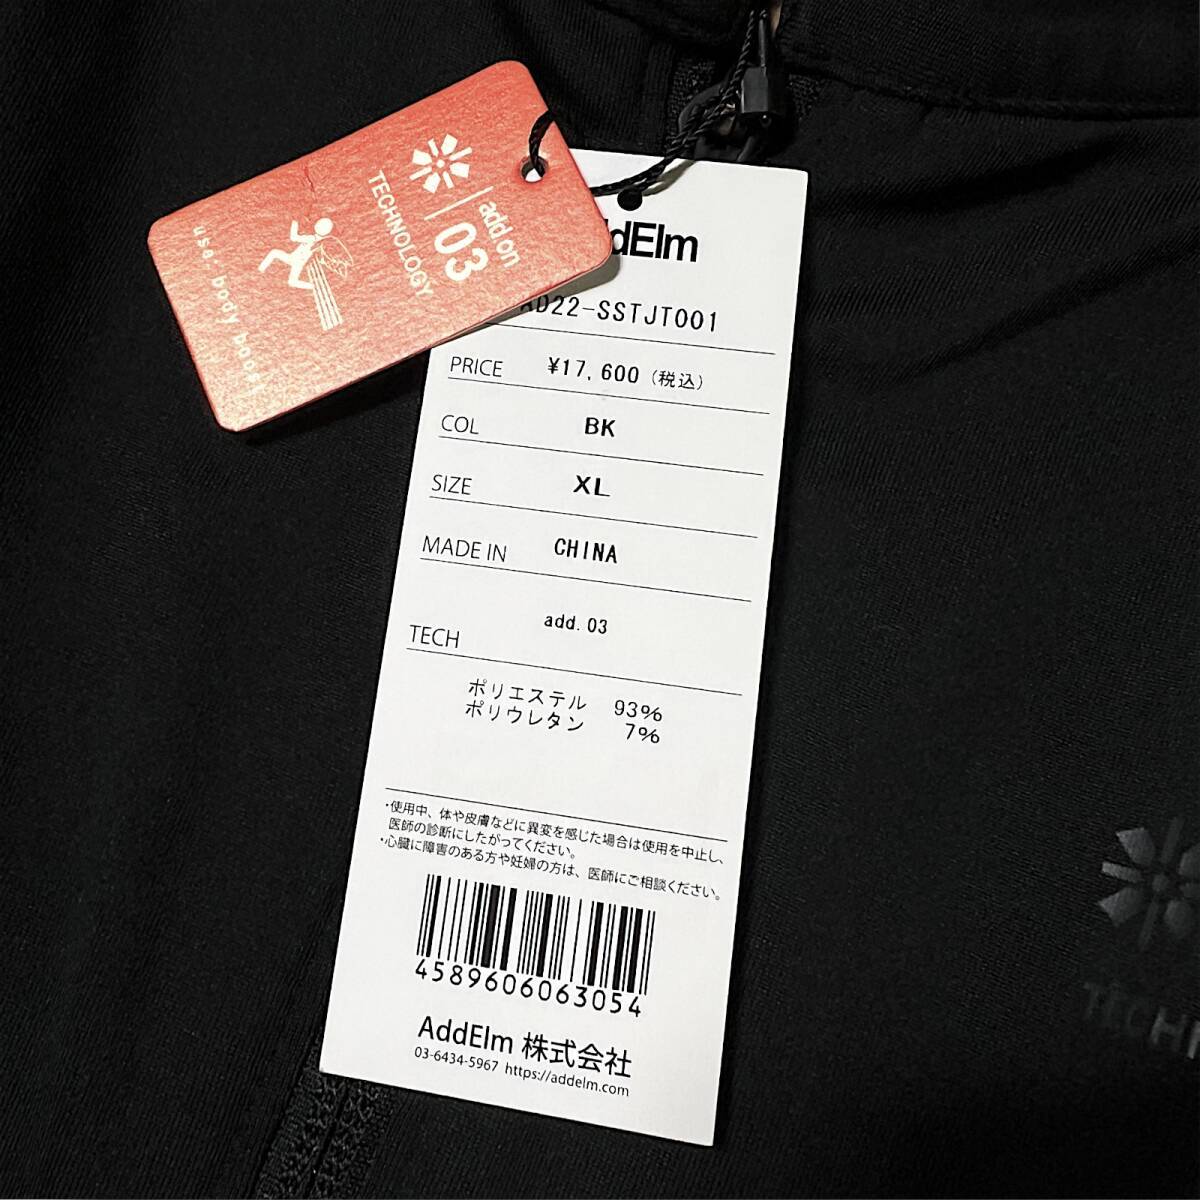 add on
03
TECHNOLOGY
use. body
dElm
AD22-SSTJT001
PRICE ¥17,600（税込）
COL BK
SIZE XL
MADE IN CHINA
TECH add.03
ポリエステル 93%
ポリウレタン 7%
・使用中、体や皮膚などに異変を感じた場合は使用を中止し、
医師の診断にしたがってください。
・心臓に障害のある方や妊婦の方は、医師にご相談ください。
4589606063054
AddElm 株式会社
03-6434-5967 https://addelm.com